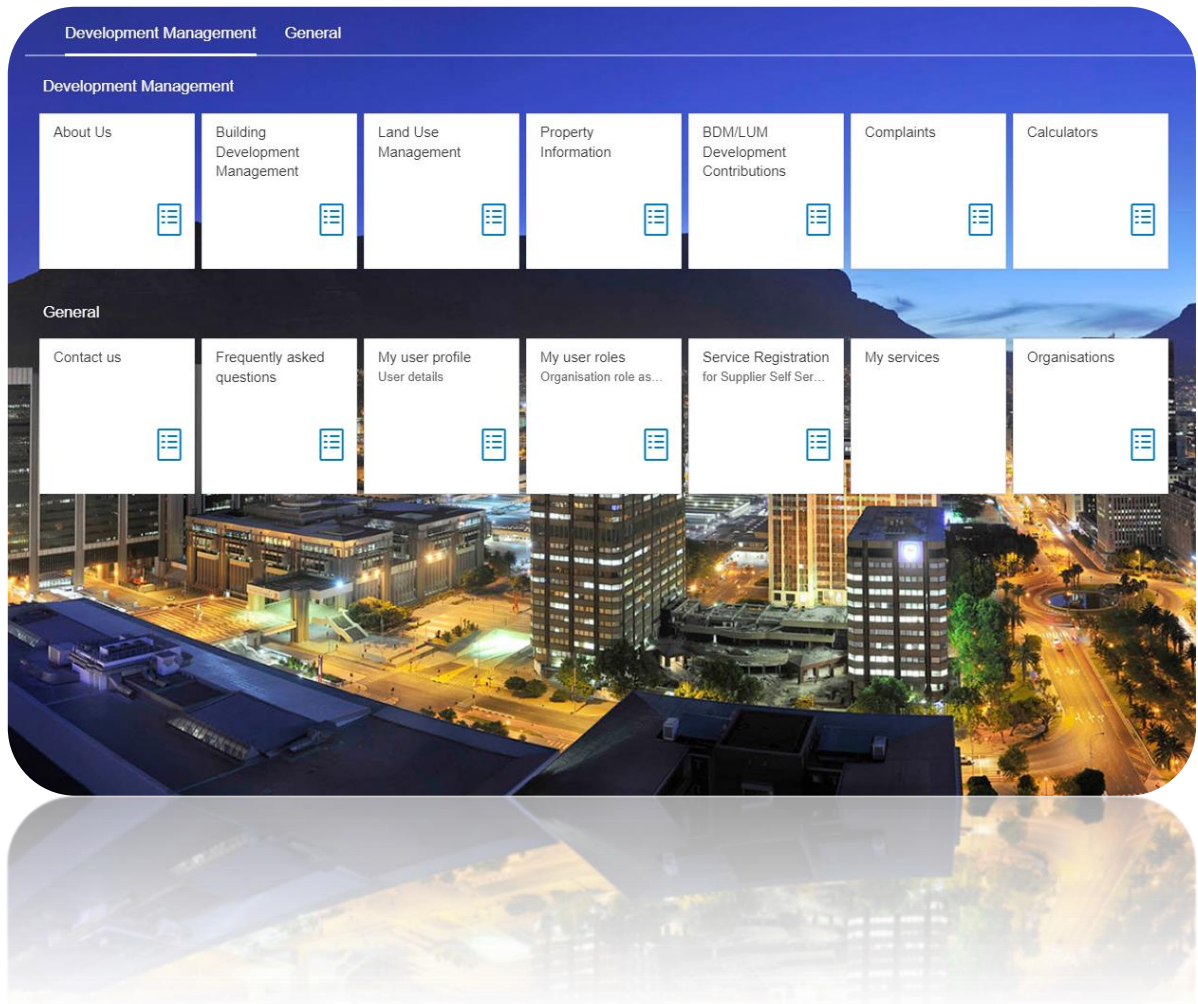 Development Management General
Development Management
About Us
Building
Development
Management
Land Use
Management
Property
Information
BDM/LUM
Development
Contributions
Complaints
Calculators
General
Contact us
Frequently asked
questions
My user profile
User details
My user roles
Organisation role as...
Service Registration
for Supplier Self Ser...
My services
Organisations